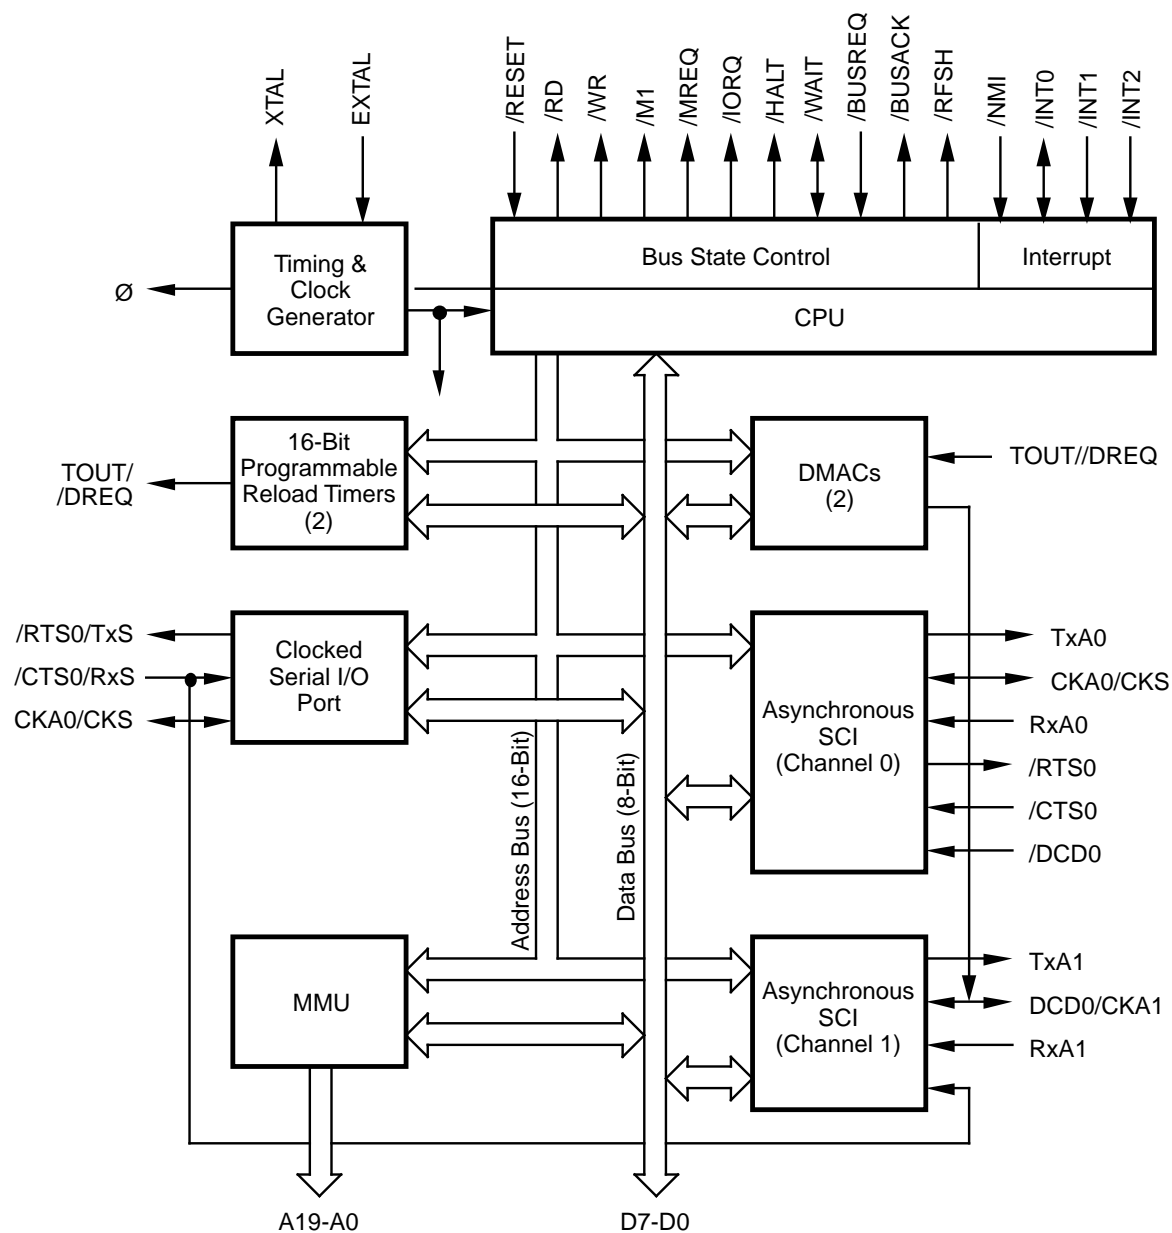 XTAL
EXTAL
/RESET
/RD
/WR
/M1
/MREQ
/IORQ
/HALT
/WAIT
/BUSREQ
/BUSACK
/RFSH
/NMI
/INT0
/INT1
/INT2
Timing &
Clock
Generator
Ø
Bus State Control
Interrupt
CPU
16-Bit
Programmable
Reload Timers
(2)
TOUT/
/DREQ
DMACs
(2)
TOUT//DREQ
/RTS0/TxS
/CTS0/RxS
CKA0/CKS
Clocked
Serial I/O
Port
Asynchronous
SCI
(Channel 0)
TxA0
CKA0/CKS
RxA0
/RTS0
/CTS0
/DCD0
Address Bus (16-Bit)
Data Bus (8-Bit)
MMU
Asynchronous
SCI
(Channel 1)
TxA1
DCD0/CKA1
RxA1
A19-A0
D7-D0